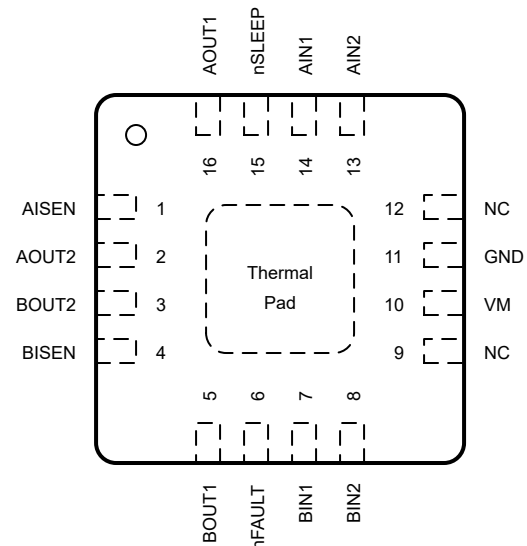 AOUT1
nSLEEP
AIN1
AIN2
16
15
14
13
AISEN 1
12 NC
AOUT2 2
11 GND
BOUT2 3
10 VM
BISEN 4
9 NC
Thermal
Pad
5
6
7
8
BOUT1
nFAULT
BIN1
BIN2